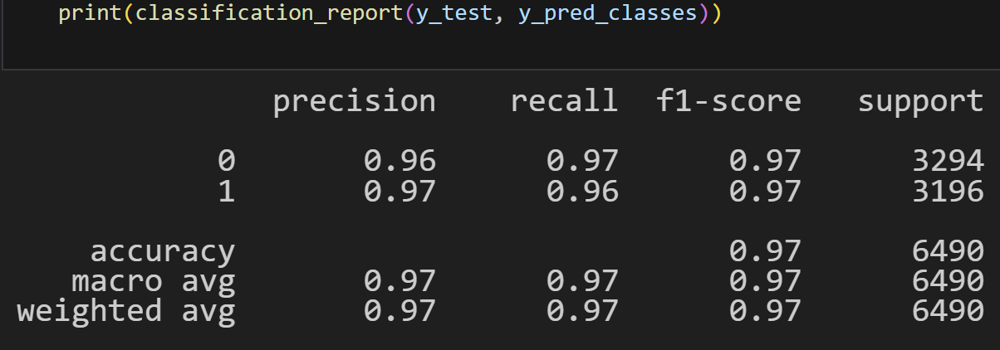 print(classification_report(y_test, y_pred_classes))
precision recall f1-score support
0 0.96 0.97 0.97 3294
1 0.97 0.96 0.97 3196
accuracy 0.97 6490
macro avg 0.97 0.97 0.97 6490
weighted avg 0.97 0.97 0.97 6490